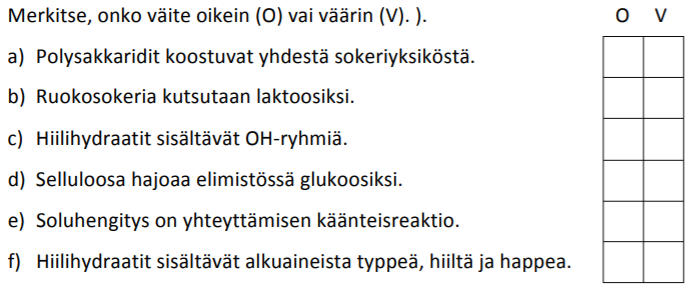 Merkitse, onko väite oikein (O) vai väärin (V). ). O V
a) Polysakkaridit koostuvat yhdestä sokeriyksiköstä.
b) Ruokosokeria kutsutaan laktoosiksi.
c) Hiilihydraatit sisältävät OH-ryhmiä.
d) Selluloosa hajoaa elimistössä glukoosiksi.
e) Soluhengitys on yhteyttämisen käänteisreaktio.
f) Hiilihydraatit sisältävät alkuaineista typpeä, hiiltä ja happea.